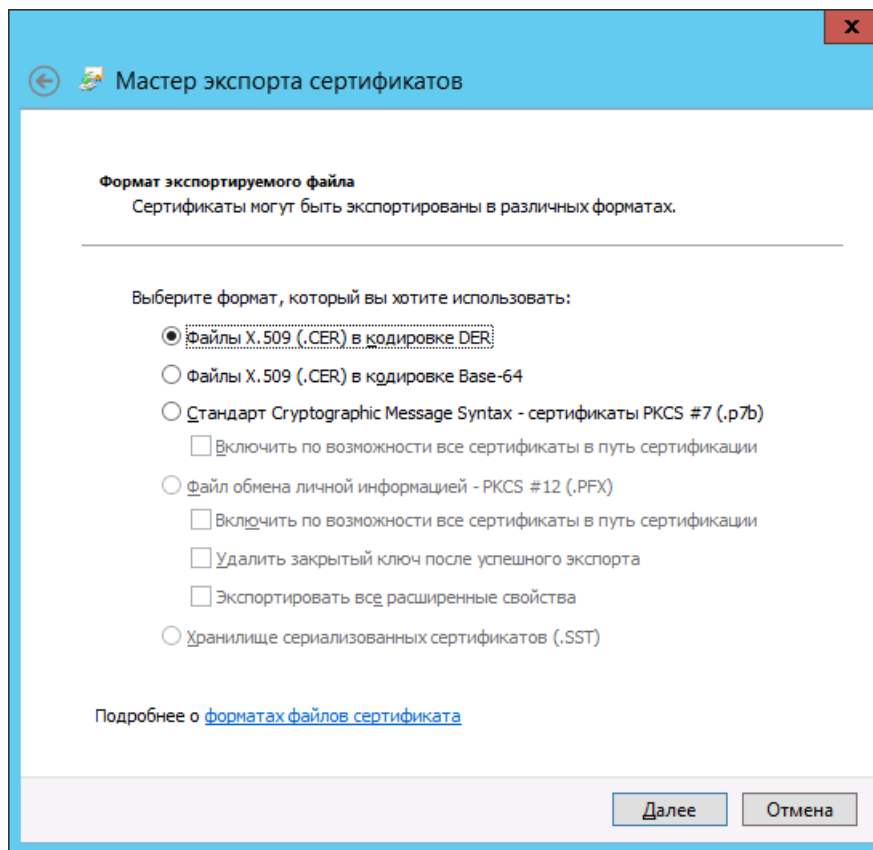 x
Мастер экспорта сертификатов
Формат экспортируемого файла
Сертификаты могут быть экспортированы в различных форматах.
Выберите формат, который вы хотите использовать:
Файлы X.509 (.CER) в кодировке DER
Файлы X.509 (.CER) в кодировке Base-64
Стандарт Cryptographic Message Syntax - сертификаты PKCS #7 (.p7b)
Включить по возможности все сертификаты в путь сертификации
Файл обмена личной информацией - PKCS #12 (.PFX)
Включить по возможности все сертификаты в путь сертификации
Удалить закрытый ключ после успешного экспорта
Экспортировать все расширенные свойства
Хранилище сериализованных сертификатов (.SST)
Подробнее о форматах файлов сертификата
Далее Отмена